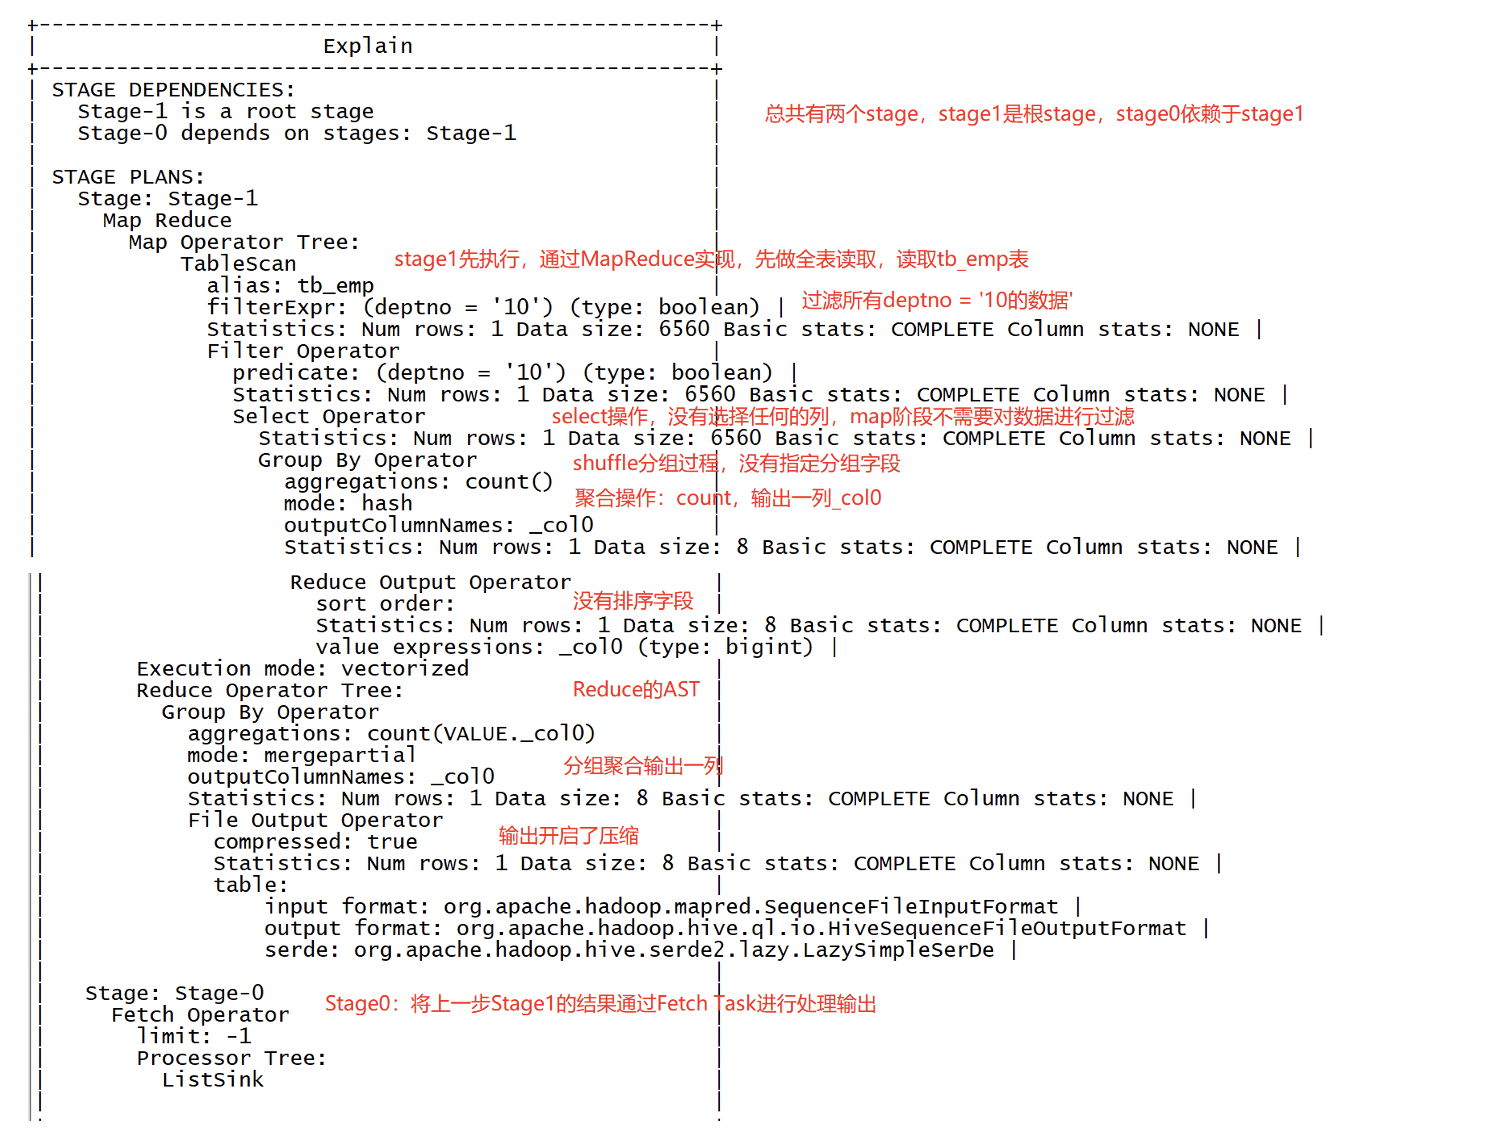 +----------------------------------------------------+
| Explain |
+----------------------------------------------------+
| STAGE DEPENDENCIES: |
| Stage-1 is a root stage | 总共有两个stage，stage1是根stage，stage0依赖于stage1
| Stage-0 depends on stages: Stage-1 |
| |
| STAGE PLANS: |
| Stage: Stage-1 |
| Map Reduce |
| Map Operator Tree: |
| TableScan | stage1先执行，通过MapReduce实现，先做全表读取，读取tb_emp表
| alias: tb_emp |
| filterExpr: (deptno = '10') (type: boolean) | 过滤所有deptno = '10的数据'
| Statistics: Num rows: 1 Data size: 6560 Basic stats: COMPLETE Column stats: NONE |
| Filter Operator |
| predicate: (deptno = '10') (type: boolean) |
| Statistics: Num rows: 1 Data size: 6560 Basic stats: COMPLETE Column stats: NONE |
| Select Operator select操作，没有选择任何的列，map阶段不需要对数据进行过滤
| Statistics: Num rows: 1 Data size: 6560 Basic stats: COMPLETE Column stats: NONE |
| Group By Operator | shuffle分组过程，没有指定分组字段
| aggregations: count() |
| mode: hash | 聚合操作：count，输出一列_col0
| outputColumnNames: _col0 |
| Statistics: Num rows: 1 Data size: 8 Basic stats: COMPLETE Column stats: NONE |
| Reduce Output Operator |
| sort order: 没有排序字段 |
| Statistics: Num rows: 1 Data size: 8 Basic stats: COMPLETE Column stats: NONE |
| value expressions: _col0 (type: bigint) |
| Execution mode: vectorized |
| Reduce Operator Tree: Reduce的AST |
| Group By Operator |
| aggregations: count(VALUE._col0) |
| mode: mergepartial |
| outputColumnNames: _col0 分组聚合输出一列 |
| Statistics: Num rows: 1 Data size: 8 Basic stats: COMPLETE Column stats: NONE |
| File Output Operator |
| compressed: true 输出开启了压缩 |
| Statistics: Num rows: 1 Data size: 8 Basic stats: COMPLETE Column stats: NONE |
| table: |
| input format: org.apache.hadoop.mapred.SequenceFileInputFormat |
| output format: org.apache.hadoop.hive.ql.io.HiveSequenceFileOutputFormat |
| serde: org.apache.hadoop.hive.serde2.lazy.LazySimpleSerDe |
| |
| Stage: Stage-0 | Stage0：将上一步Stage1的结果通过Fetch Task进行处理输出
| Fetch Operator |
| limit: -1 |
| Processor Tree: |
| ListSink |
| |